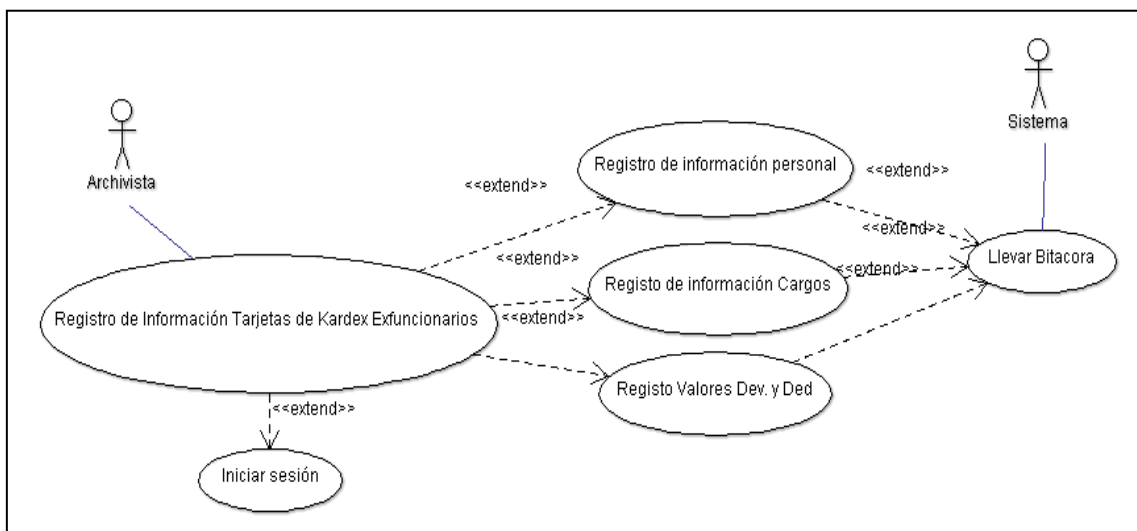 Sistema
Archivista
Registro de información personal
<<extend>>
<<extend>>
<<extend>>
<<extend>>
Llevar Bitacora
Registo de información Cargos
<<extend>>
Registro de Información Tarjetas de Kardex Exfuncionarios
<<extend>>
Registo Valores Dev. y Ded
<<extend>>
Iniciar sesión